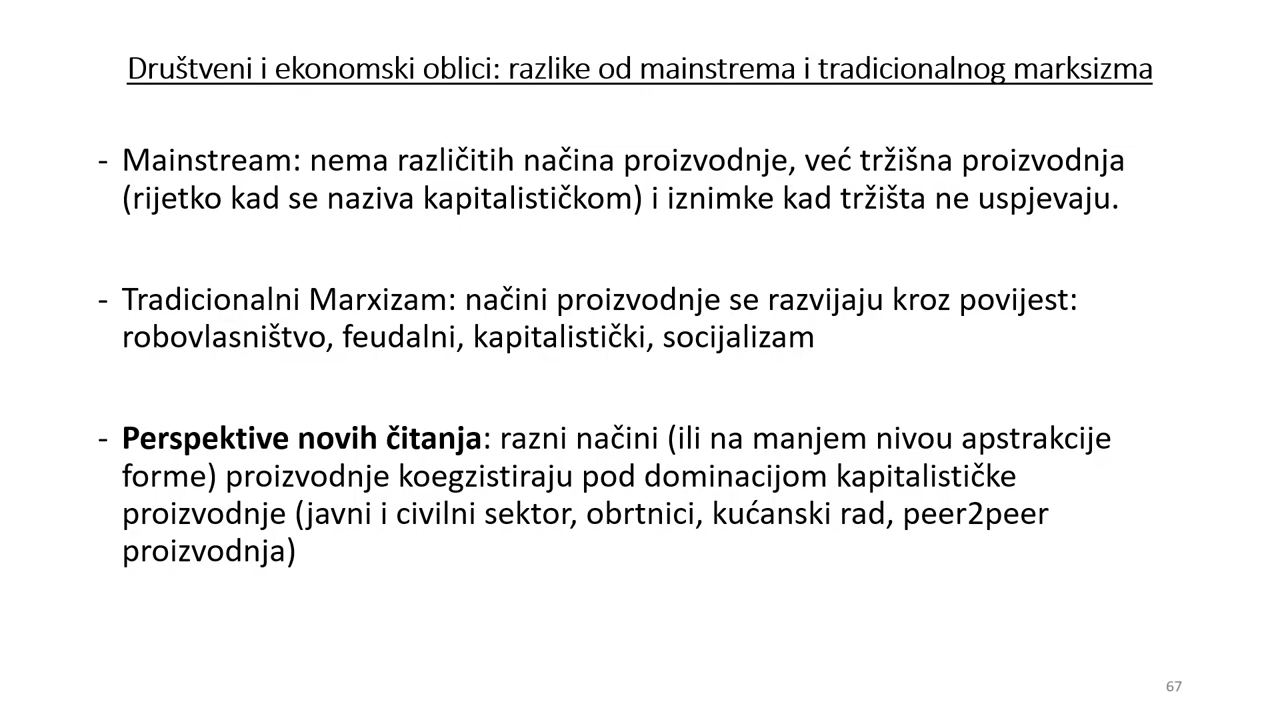 Društveni i ekonomski oblici: razlike od mainstrema i tradicionalnog marksizma
- Mainstream: nema različitih načina proizvodnje, već tržišna proizvodnja
(rijetko kad se naziva kapitalističkom) i iznimke kad tržišta ne uspjevaju.
- Tradicionalni Marxizam: načini proizvodnje se razvijaju kroz povijest:
robovlasništvo, feudalni, kapitalistički, socijalizam
- Perspektive novih čitanja: razni načini (ili na manjem nivou apstrakcije
forme) proizvodnje koegzistiraju pod dominacijom kapitalističke
proizvodnje (javni i civilni sektor, obrtnici, kućanski rad, peer2peer
proizvodnja)
67